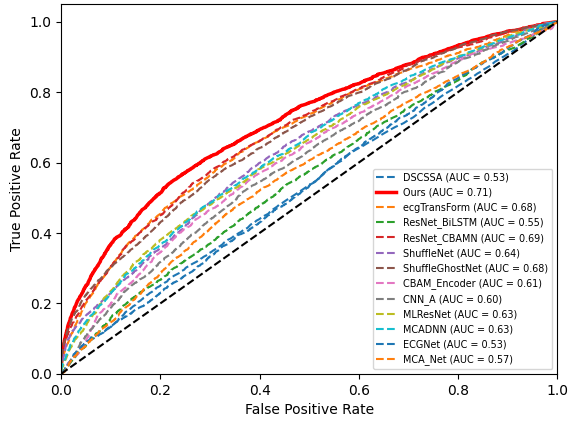 1.0
0.8
0.6
0.4
0.2
0.0
True Positive Rate
DSCSSA (AUC = 0.53)
Ours (AUC = 0.71)
ecgTransForm (AUC = 0.68)
ResNet_BiLSTM (AUC = 0.55)
ResNet_CBAMN (AUC = 0.69)
ShuffleNet (AUC = 0.64)
ShuffleGhostNet (AUC = 0.68)
CBAM_Encoder (AUC = 0.61)
CNN_A (AUC = 0.60)
MLResNet (AUC = 0.63)
MCADNN (AUC = 0.63)
ECGNet (AUC = 0.53)
MCA_Net (AUC = 0.57)
0.0 0.2 0.4 0.6 0.8 1.0
False Positive Rate